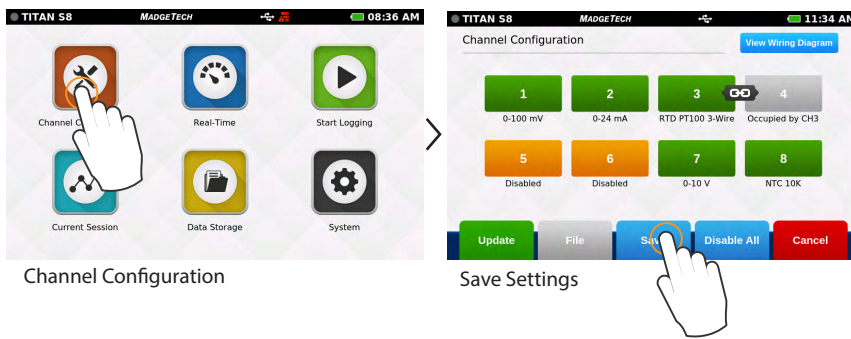 TITAN S8 MADGETECH 08:36 AM
Real-Time
Start Logging
Current Session
Data Storage
System
Channel Configuration
TITAN S8 MADGETECH 11:34 AM
Channel Configuration
View Wiring Diagram
1 2 3 4
0-100 mV 0-24 mA RTD PT100 3-Wire Occupied by CH3
5 6 7 8
Disabled Disabled 0-10 V NTC 10K
Update File Disable All Cancel
Save Settings